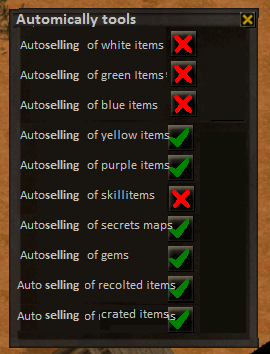 Automically tools
Autoselling of white items
Autoselling of green Items
Autoselling of blue items
Autoselling of yellow items
Autoselling of purple items
Autoselling of skillitems
Autoselling of secrets maps
Autoselling of gems
Auto selling of recolted items
Auto selling of crated items